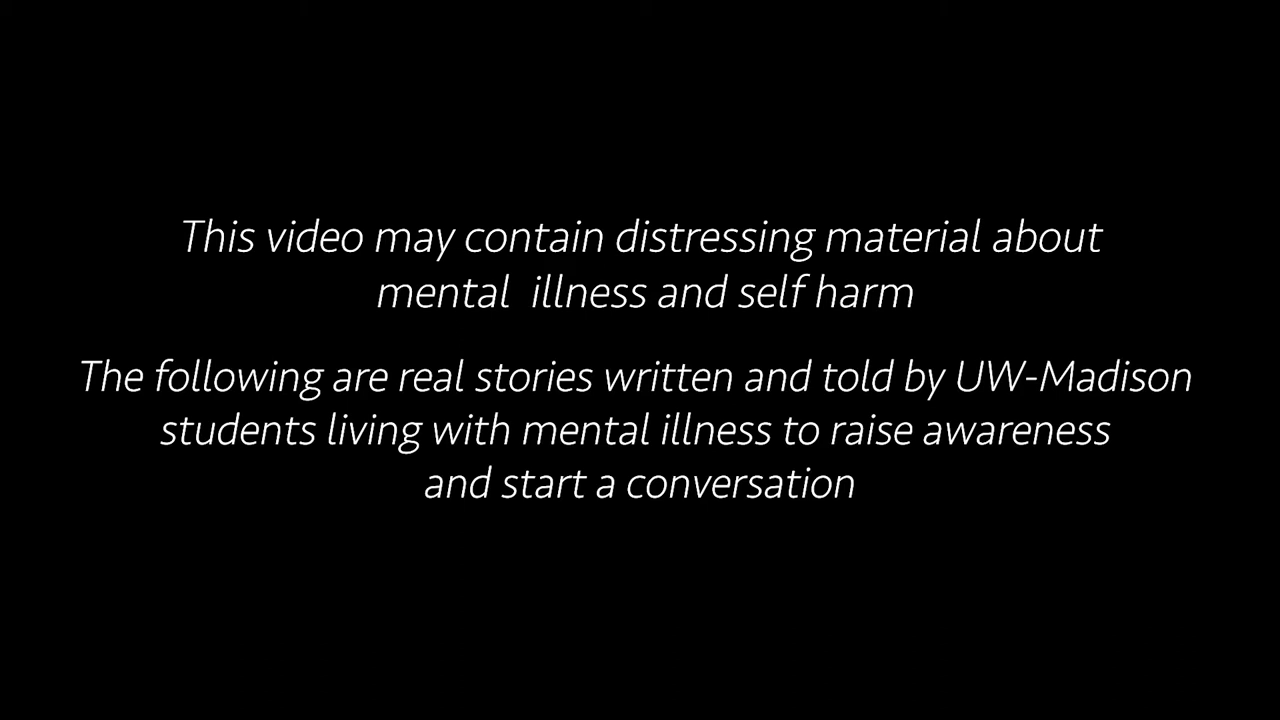 This video may contain distressing material about
mental illness and self harm
The following are real stories written and told by UW-Madison
students living with mental illness to raise awareness
and start a conversation